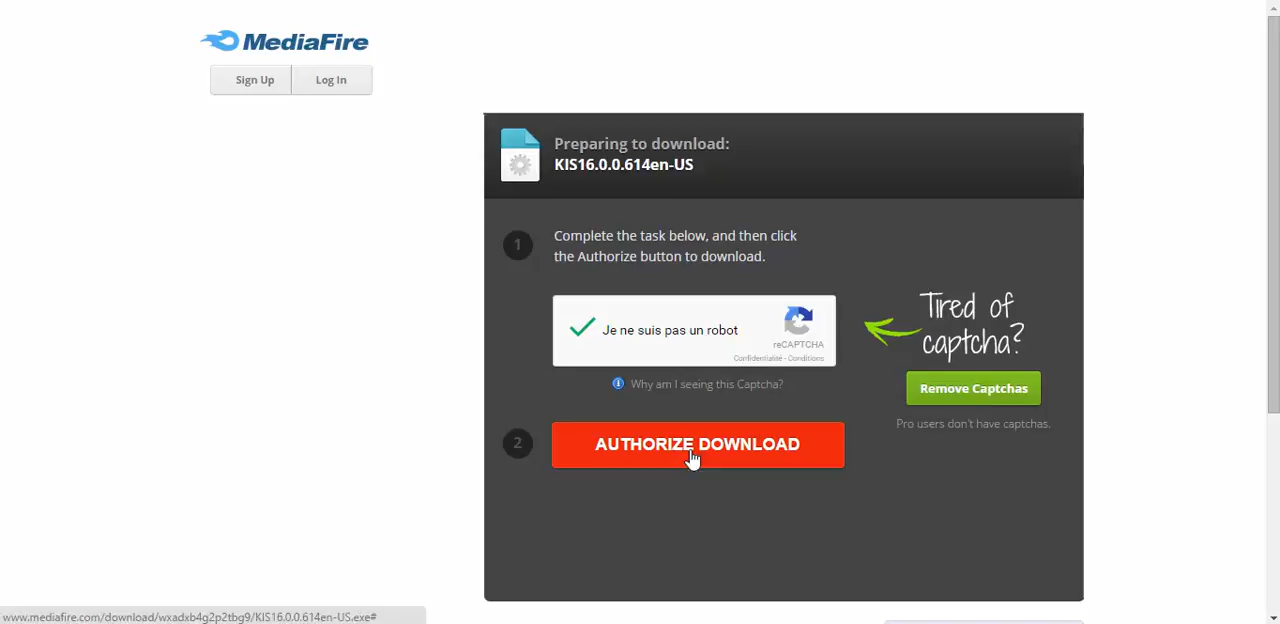 MediaFire
Sign Up
Log In
Preparing to download:
KIS16.0.0.614en-US
1
Complete the task below, and then click
the Authorize button to download.
Je ne suis pas un robot
reCAPTCHA
Confidentialité - Conditions
Why am I seeing this Captcha?
Tired of
captcha?
Remove Captchas
Pro users don't have captchas.
2
AUTHORIZE DOWNLOAD
www.mediafire.com/download/wxadxb4g2p2tbg9/KIS16.0.0.614en-US.exe#